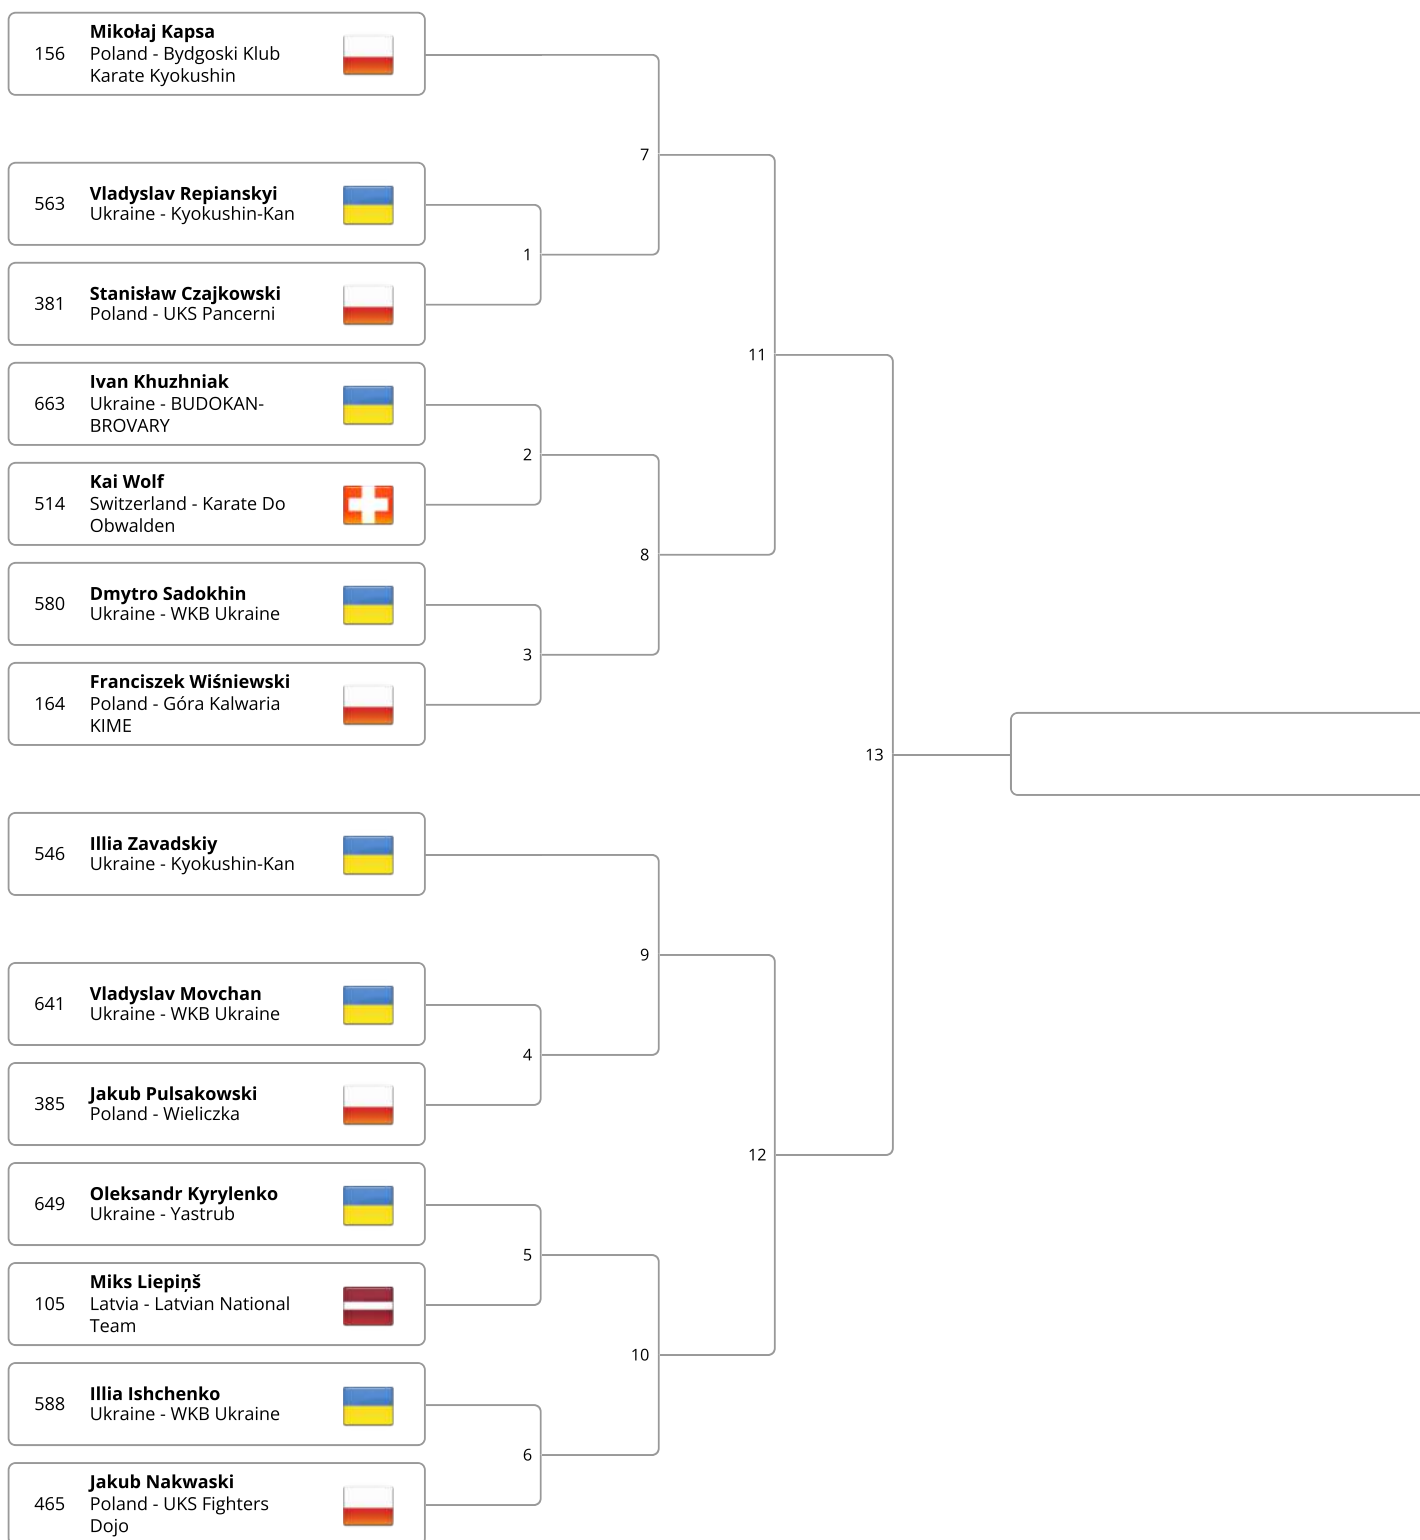 Mikołaj Kapsa
156
Poland - Bydgoski Klub
Karate Kyokushin
7
Vladyslav Repianskyi
563
Ukraine - Kyokushin-Kan
1
Stanisław Czajkowski
381
Poland - UKS Pancerni
11
Ivan Khuzhniak
663
Ukraine - BUDOKAN-
BROVARY
2
Kai Wolf
514
Switzerland - Karate Do
Obwalden
8
Dmytro Sadokhin
580
Ukraine - WKB Ukraine
3
Franciszek Wiśniewski
164
Poland - Góra Kalwaria
KIME
13
Illia Zavadskiy
546
Ukraine - Kyokushin-Kan
9
Vladyslav Movchan
641
Ukraine - WKB Ukraine
4
Jakub Pulsakowski
385
Poland - Wieliczka
12
Oleksandr Kyrylenko
649
Ukraine - Yastrub
5
Miks Liepiņš
105
Latvia - Latvian National
Team
10
Illia Ishchenko
588
Ukraine - WKB Ukraine
6
Jakub Nakwaski
465
Poland - UKS Fighters
Dojo